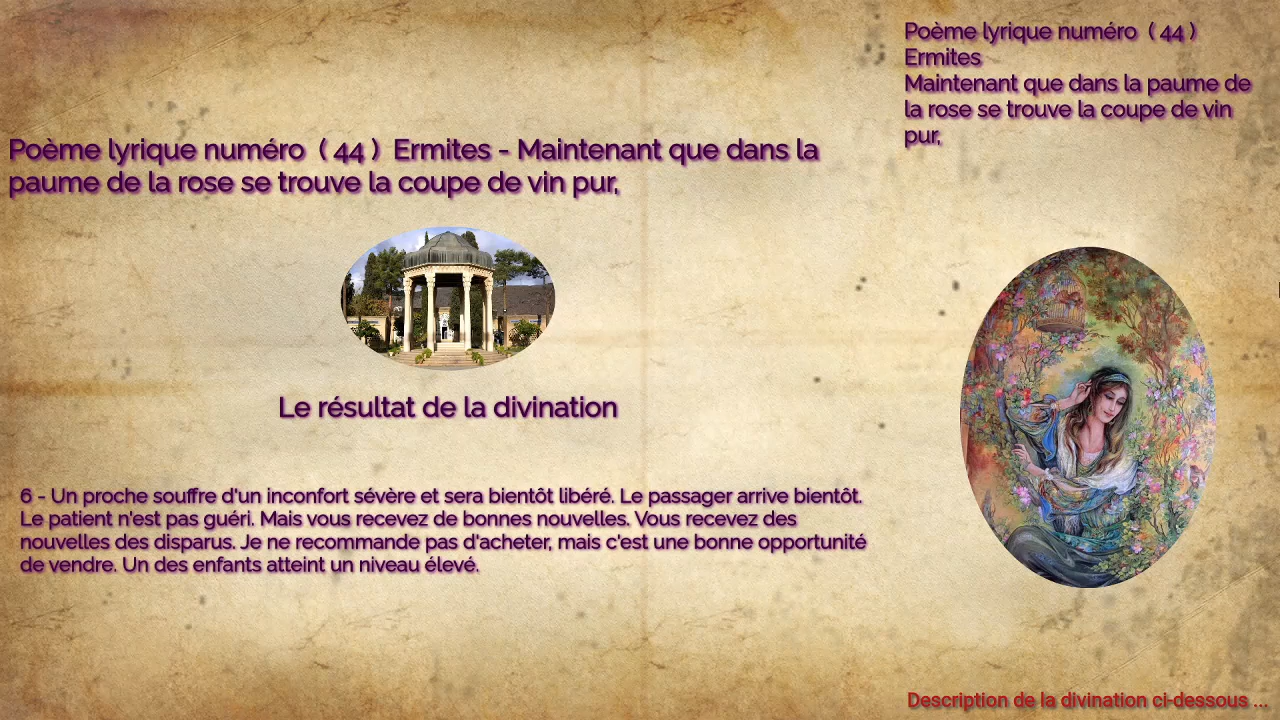 Poème lyrique numéro ( 44 )
Ermites
Maintenant que dans la paume de
la rose se trouve la coupe de vin
pur,
Poème lyrique numéro ( 44 ) Ermites - Maintenant que dans la
paume de la rose se trouve la coupe de vin pur,
Le résultat de la divination
6 - Un proche souffre d'un inconfort sévère et sera bientôt libéré. Le passager arrive bientôt.
Le patient n'est pas guéri. Mais vous recevez de bonnes nouvelles. Vous recevez des
nouvelles des disparus. Je ne recommande pas d'acheter, mais c'est une bonne opportunité
de vendre. Un des enfants atteint un niveau élevé.
Description de la divination ci-dessous ...